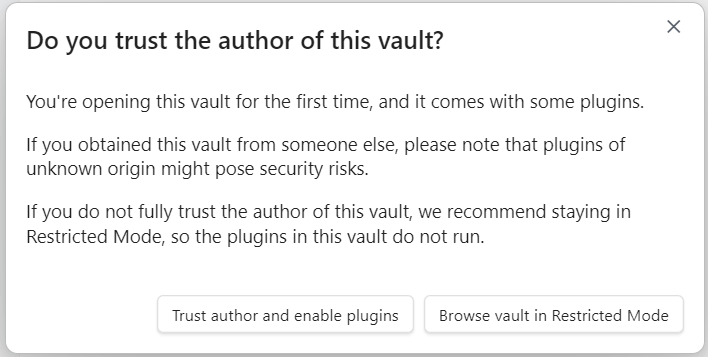 Do you trust the author of this vault?
You're opening this vault for the first time, and it comes with some plugins.
If you obtained this vault from someone else, please note that plugins of
unknown origin might pose security risks.
If you do not fully trust the author of this vault, we recommend staying in
Restricted Mode, so the plugins in this vault do not run.
Trust author and enable plugins
Browse vault in Restricted Mode